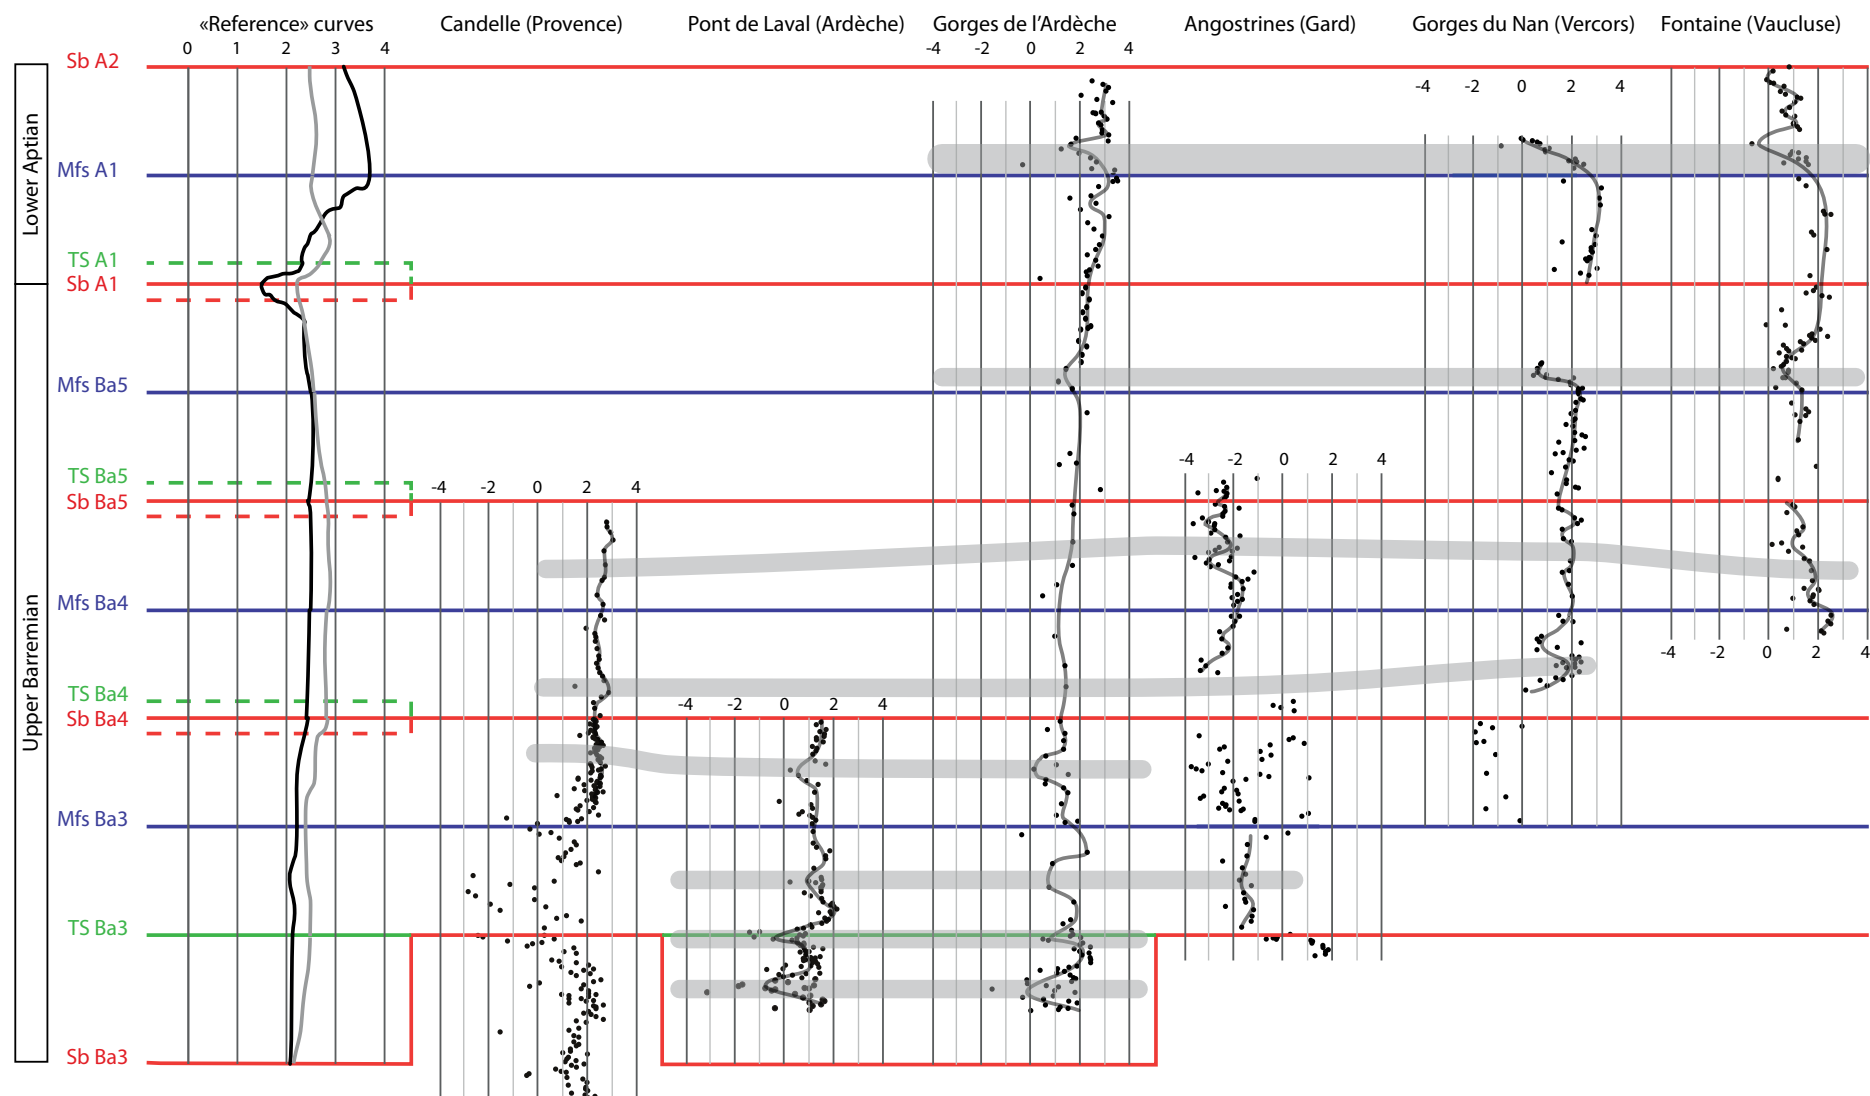 «Reference» curves
Candelle (Provence)
Pont de Laval (Ardèche)
Gorges de l'Ardèche
Angostrines (Gard)
Gorges du Nan (Vercors)
Fontaine (Vaucluse)
0 1 2 3 4
-4 -2 0 2 4
Sb A2
-4 -2 0 2 4
Lower Aptian
Mfs A1
TS A1
Sb A1
Mfs Ba5
-4 -2 0 2 4
TS Ba5
-4 -2 0 2 4
Sb Ba5
Mfs Ba4
-4 -2 0 2 4
Upper Barremian
TS Ba4
-4 -2 0 2 4
Sb Ba4
Mfs Ba3
TS Ba3
Sb Ba3